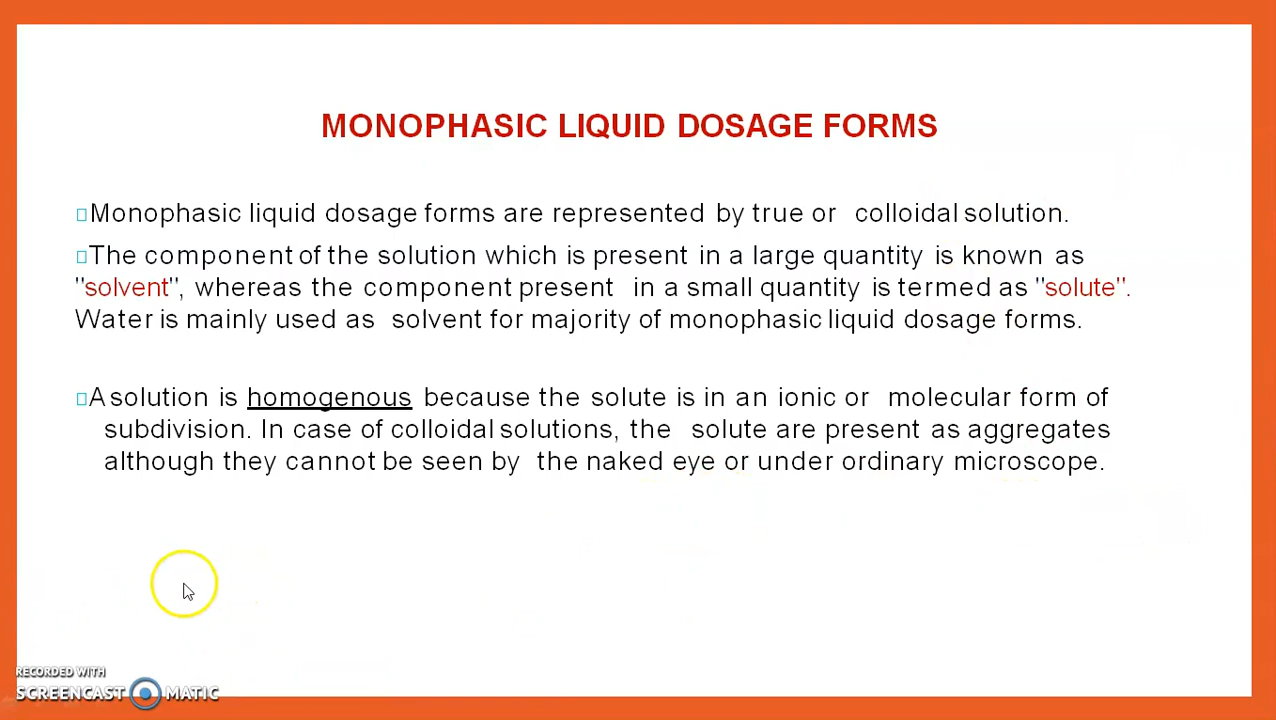 MONOPHASIC LIQUID DOSAGE FORMS
Monophasic liquid dosage forms are represented by true or colloidal solution.
The component of the solution which is present in a large quantity is known as
"solvent", whereas the component present in a small quantity is termed as "solute".
Water is mainly used as solvent for majority of monophasic liquid dosage forms.
A solution is homogenous because the solute is in an ionic or molecular form of
subdivision. In case of colloidal solutions, the solute are present as aggregates
although they cannot be seen by the naked eye or under ordinary microscope.
RECORDED WITH
SCREENCAST MATIC